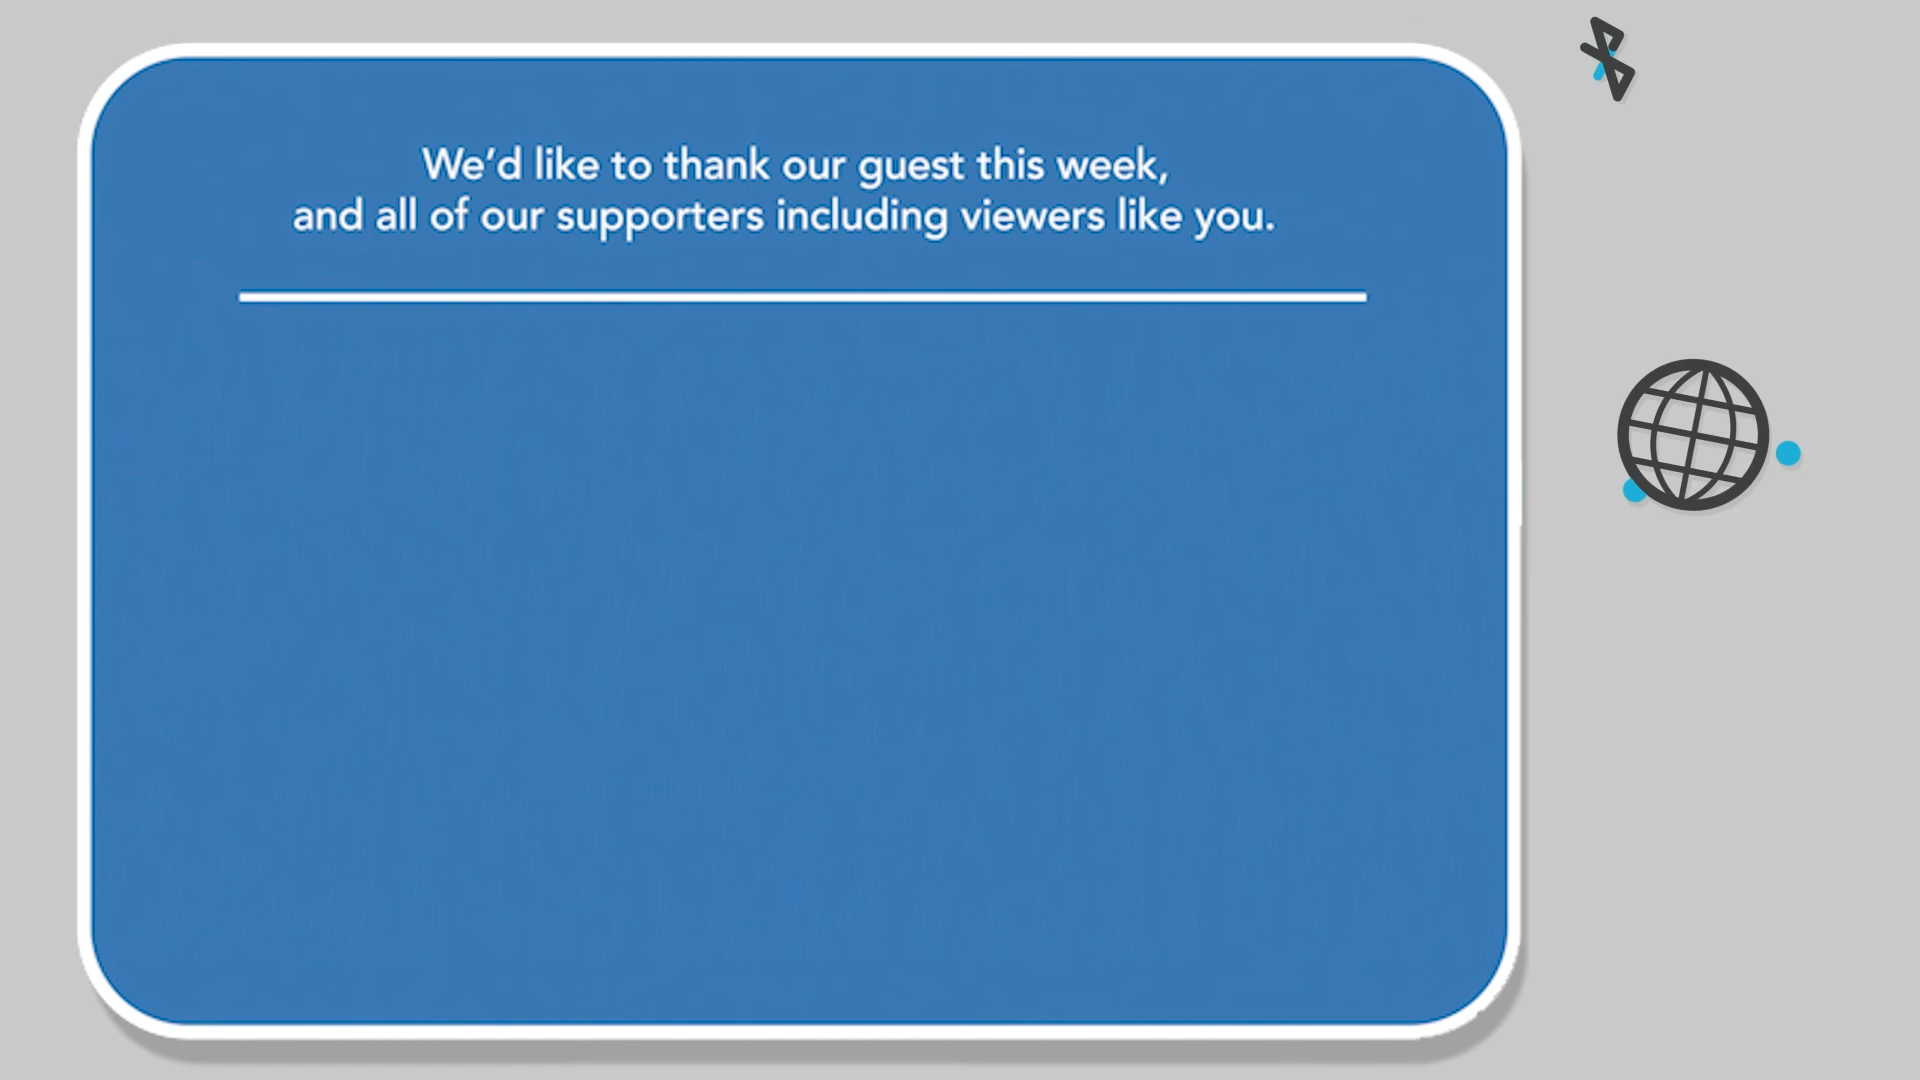 We’d like to thank our guest this week,
and all of our supporters including viewers like you.